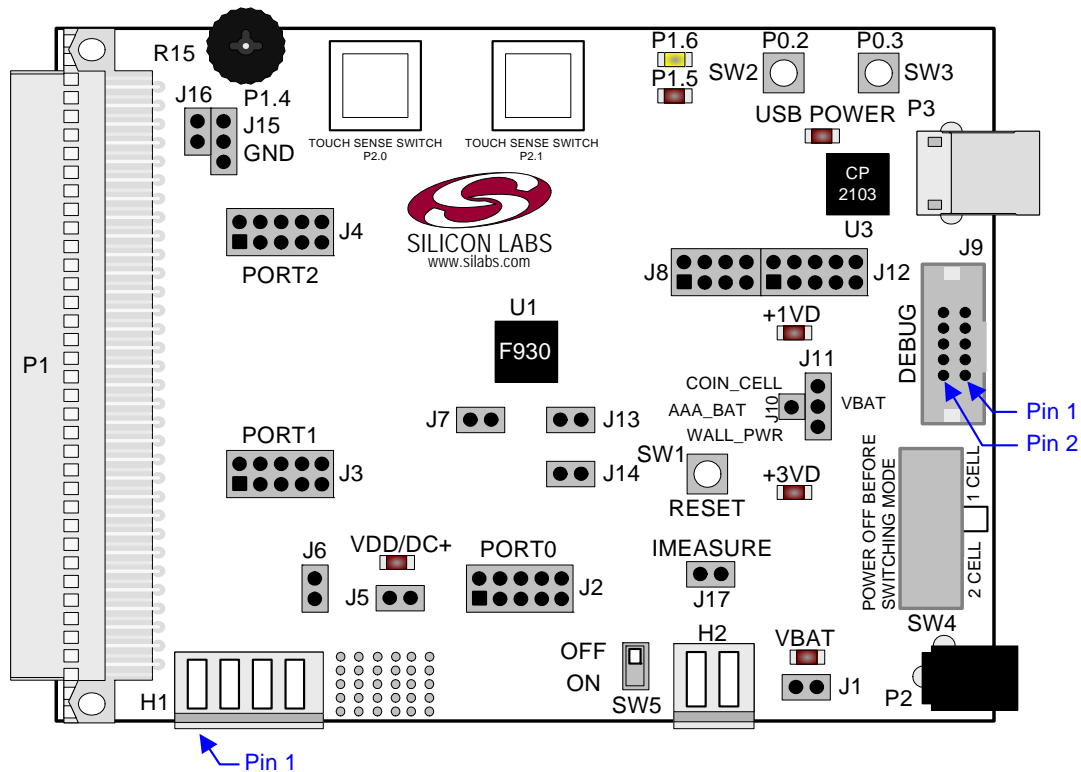 R15
P1.6
P0.2
P0.3
SW2
SW3
P1.5
J16
P1.4
J15
GND
USB POWER
P3
TOUCH SENSE SWITCH
P2.0
TOUCH SENSE SWITCH
P2.1
CP
2103
U3
J4
SILICON LABS
www.silabs.com
PORT2
J8
J12
J9
U1
+1VD
F930
DEBUG
P1
J11
COIN_CELL
J10
AAA_BAT
VBAT
WALL_PWR
Pin 1
Pin 2
J7
J13
PORT1
J3
J14
SW1
+3VD
RESET
POWER OFF BEFORE
SWITCHING MODE
2 CELL
1 CELL
J6
VDD/DC+
PORT0
IMEASURE
J5
J2
J17
SW4
H2
VBAT
OFF
ON
SW5
J1
P2
H1
Pin 1